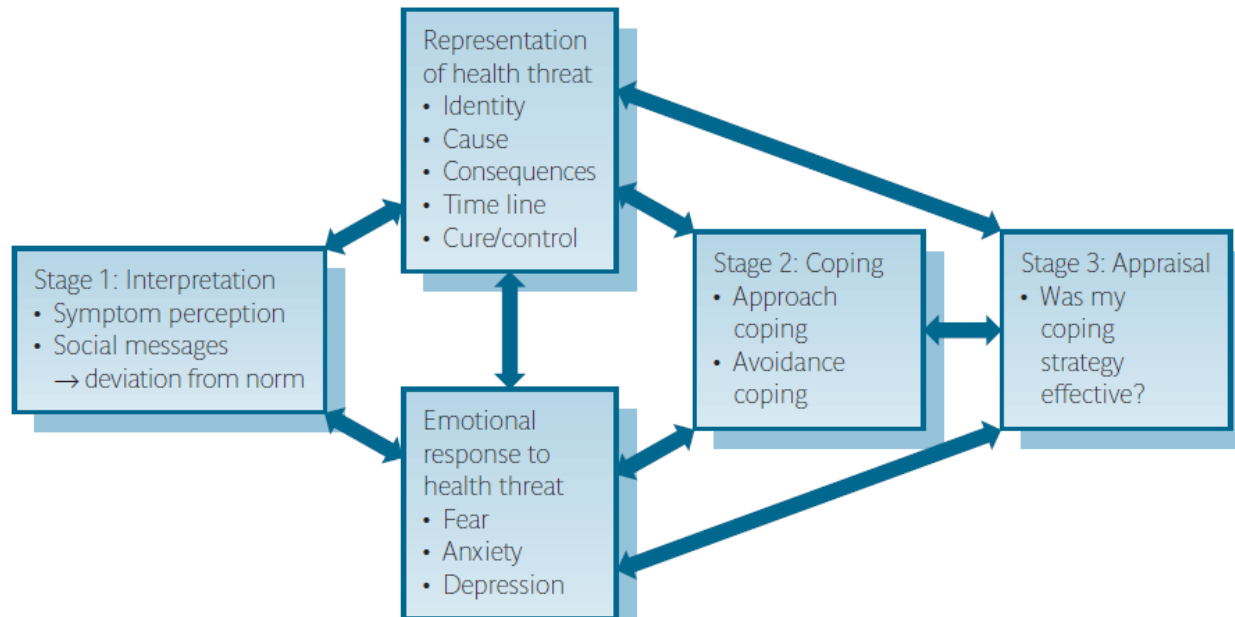 Representation
of health threat
• Identity
• Cause
• Consequences
• Time line
• Cure/control
Stage 1: Interpretation
• Symptom perception
• Social messages
→ deviation from norm
Stage 2: Coping
• Approach
coping
• Avoidance
coping
Stage 3: Appraisal
• Was my
coping
strategy
effective?
Emotional
response to
health threat
• Fear
• Anxiety
• Depression